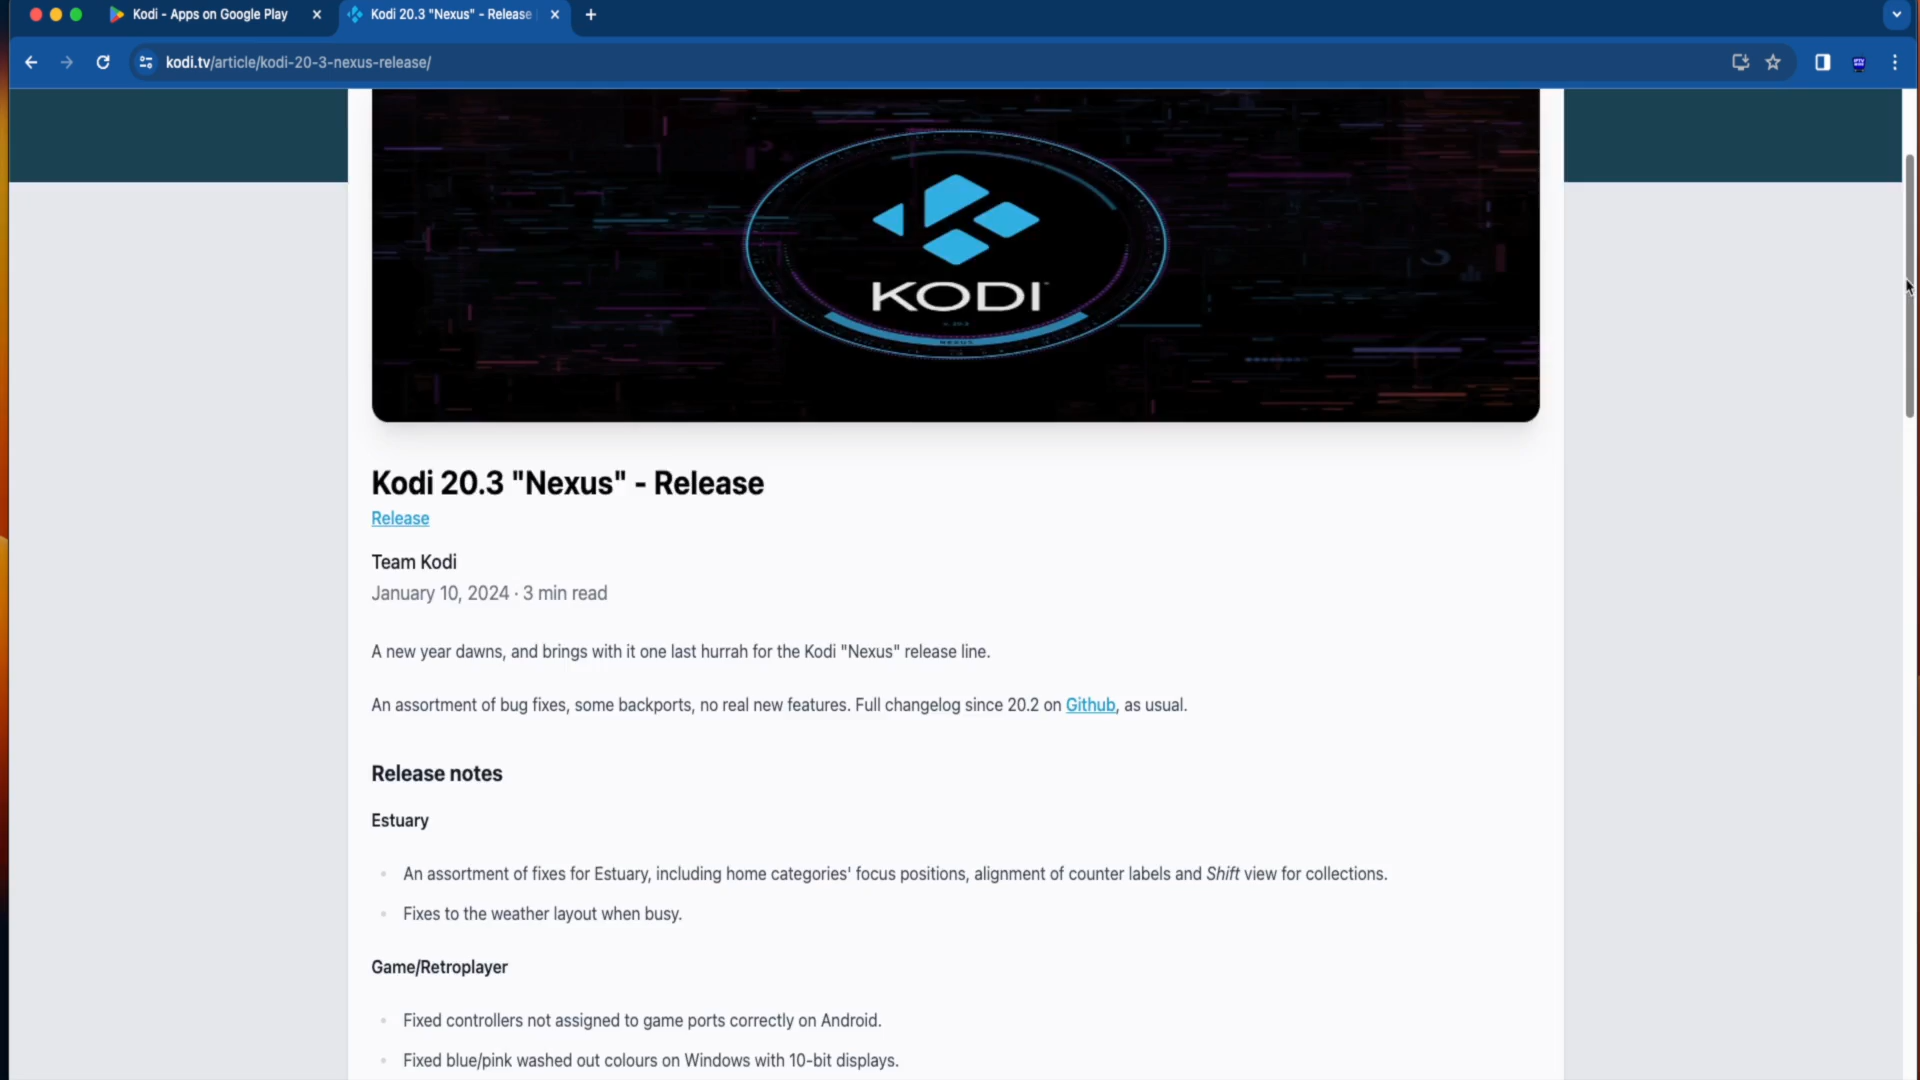 Kodi - Apps on Google Play
Kodi 20.3 "Nexus" - Release
kodi.tv/article/kodi-20-3-nexus-release/
KODI
NEXUS
Kodi 20.3 "Nexus" - Release
Release
Team Kodi
January 10, 2024 · 3 min read
A new year dawns, and brings with it one last hurrah for the Kodi "Nexus" release line.
An assortment of bug fixes, some backports, no real new features. Full changelog since 20.2 on Github, as usual.
Release notes
Estuary
An assortment of fixes for Estuary, including home categories' focus positions, alignment of counter labels and Shift view for collections.
Fixes to the weather layout when busy.
Game/Retroplayer
Fixed controllers not assigned to game ports correctly on Android.
Fixed blue/pink washed out colours on Windows with 10-bit displays.